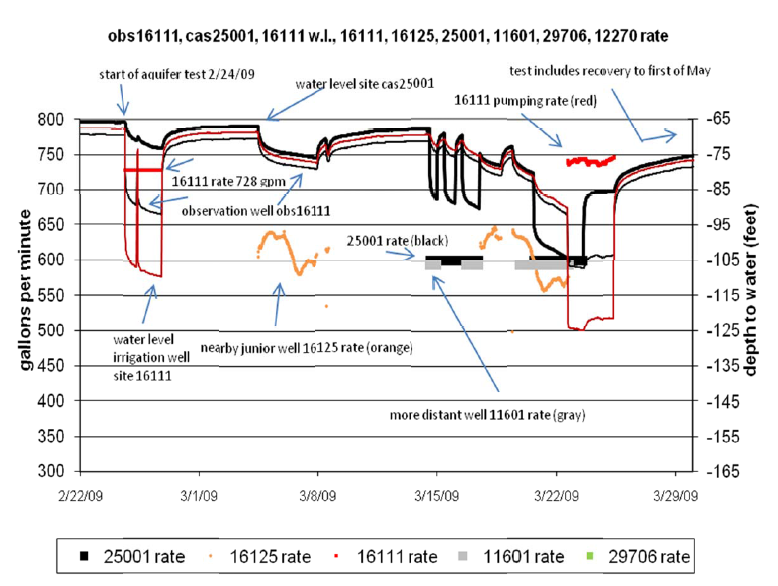 obs16111, cas25001, 16111 w.l., 16111, 16125, 25001, 11601, 29706, 12270 rate
start of aquifer test 2/24/09
water level site cas25001
test includes recovery to first of May
16111 pumping rate (red)
800
750
700
650
600
550
500
450
400
350
300
gallons per minute
-65
-75
-85
-95
-105
-115
-125
-135
-145
-155
-165
depth to water (feet)
16111 rate 728 gpm
observation well obs16111
25001 rate (black)
water level
irrigation well
site 16111
nearby junior well 16125 rate (orange)
more distant well 11601 rate (gray)
2/22/09
3/1/09
3/8/09
3/15/09
3/22/09
3/29/09
25001 rate
16125 rate
16111 rate
11601 rate
29706 rate